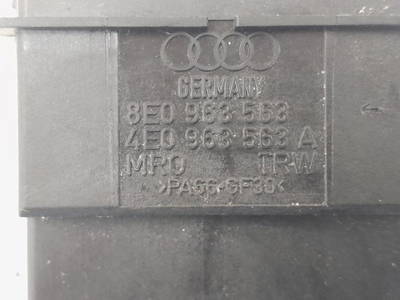 GERMANY
8E0 963 563
4E0 963 563 A
MRO TRW
>PA66-GF30<